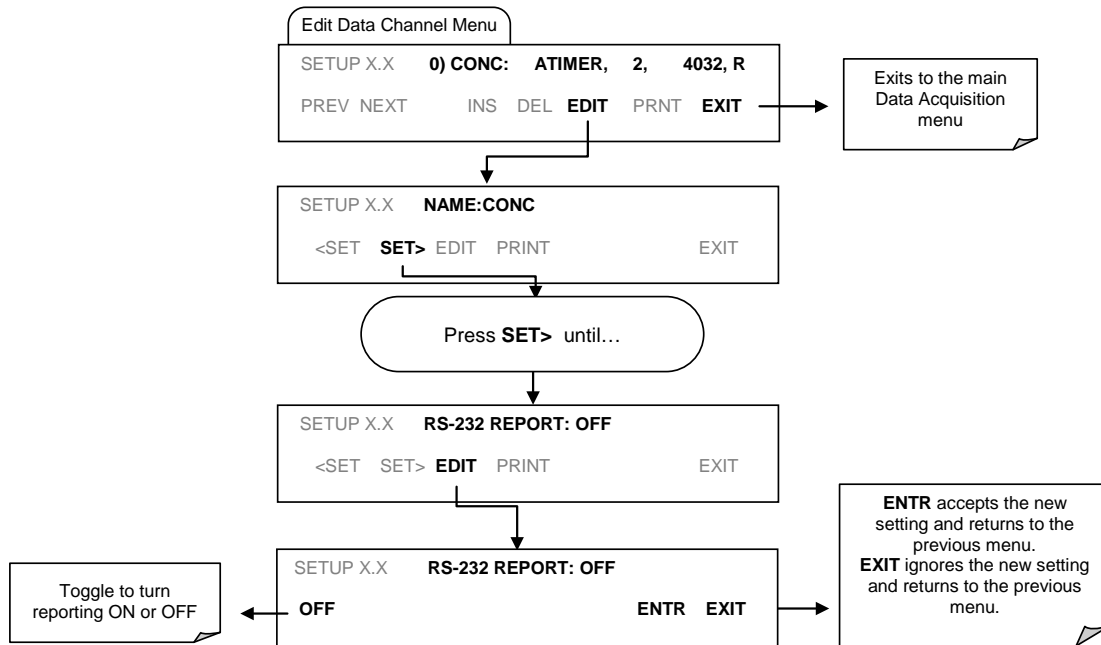 Edit Data Channel Menu
SETUP X.X 0) CONC: ATIMER, 2, 4032, R
PREV NEXT INS DEL EDIT PRNT EXIT
Exits to the main
Data Acquisition
menu
SETUP X.X NAME:CONC
<SET SET> EDIT PRINT EXIT
Press SET> until…
SETUP X.X RS-232 REPORT: OFF
<SET SET> EDIT PRINT EXIT
SETUP X.X RS-232 REPORT: OFF
OFF ENTR EXIT
Toggle to turn
reporting ON or OFF
ENTR accepts the new
setting and returns to the
previous menu.
EXIT ignores the new setting
and returns to the previous
menu.